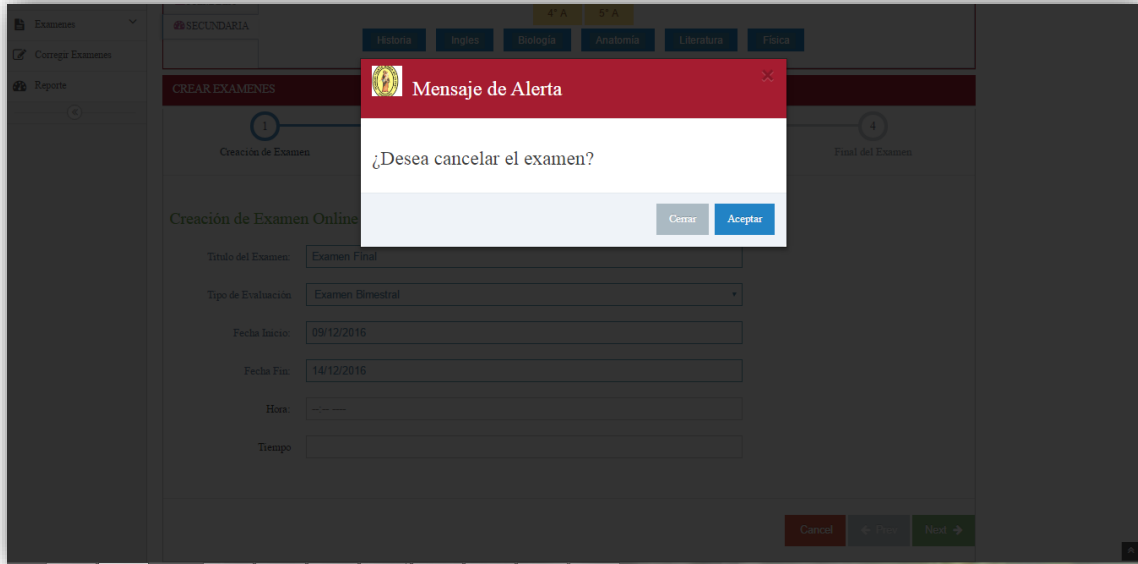 4° A 5° A
Examenes
SECUNDARIA
Historia Ingles Biología Anatomía Literatura Física
Corregir Examenes
Mensaje de Alerta ×
Reporte
CREAR EXAMENES
1 4
Creación de Examen Final del Examen
¿Desea cancelar el examen?
Cerrar Aceptar
Creación de Examen Online
Titulo del Examen: Examen Final
Tipo de Evaluación Examen Bimestral
Fecha Inicio: 09/12/2016
Fecha Fin: 14/12/2016
Hora: --:-- ----
Tiempo
Cancel ← Prev Next →